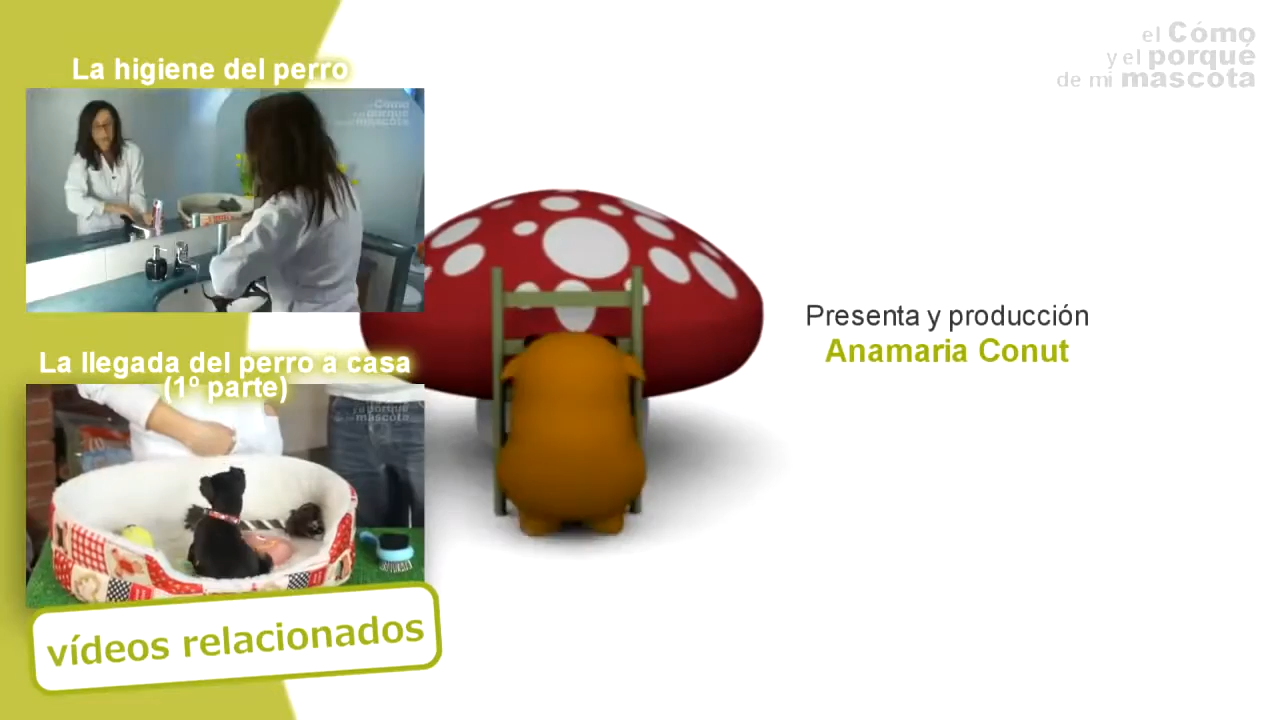 La higiene del perro
La llegada del perro a casa
(1º parte)
vídeos relacionados
el Cómo
y el porqué
de mi mascota
Presenta y producción
Anamaria Conut